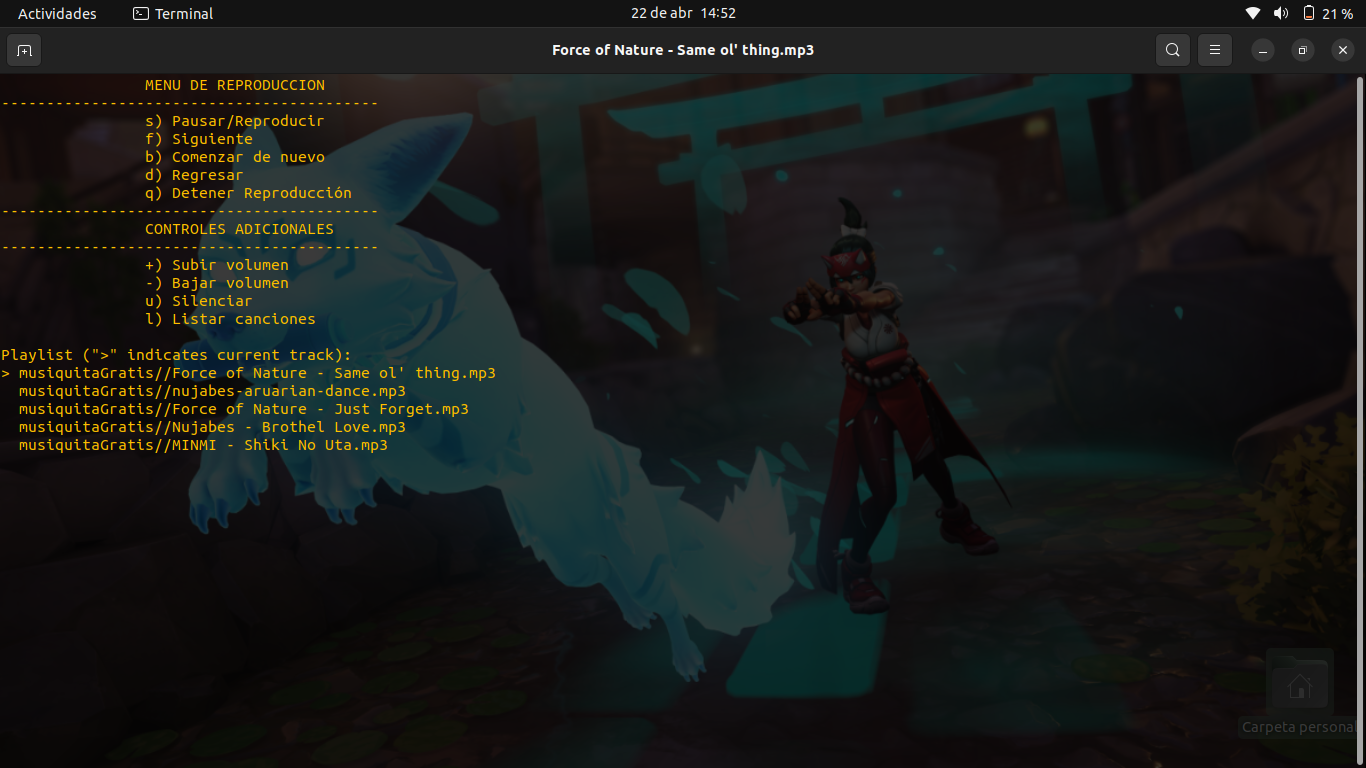 Actividades Terminal 22 de abr 14:52 21 %
Force of Nature - Same ol' thing.mp3
MENU DE REPRODUCCION
------------------------------------------
s) Pausar/Reproducir
f) Siguiente
b) Comenzar de nuevo
d) Regresar
q) Detener Reproducción
------------------------------------------
CONTROLES ADICIONALES
------------------------------------------
+) Subir volumen
-) Bajar volumen
u) Silenciar
l) Listar canciones
Playlist (">" indicates current track):
> musiquitaGratis//Force of Nature - Same ol' thing.mp3
musiquitaGratis//nujabes-aruarian-dance.mp3
musiquitaGratis//Force of Nature - Just Forget.mp3
musiquitaGratis//Nujabes - Brothel Love.mp3
musiquitaGratis//MINMI - Shiki No Uta.mp3
Carpeta personal